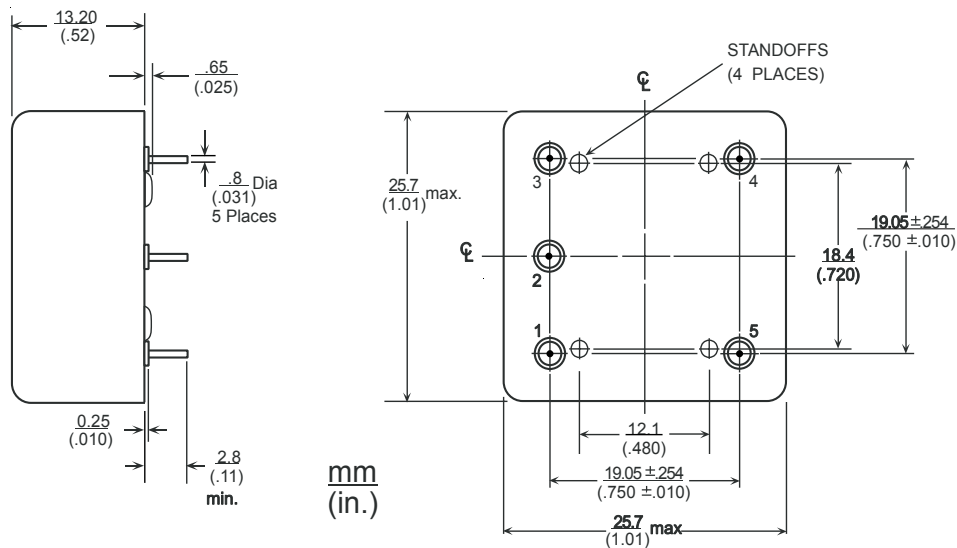 13.20
(.52)
.65
(.025)
.8 Dia
(.031)
5 Places
0.25
(.010)
2.8
(.11)
min.
mm
(in.)
STANDOFFS
(4 PLACES)
℄
3
4
25.7 max.
(1.01)
19.05 ±.254
(.750 ±.010)
18.4
(.720)
℄
2
1
5
12.1
(.480)
19.05 ±.254
(.750 ±.010)
25.7 max
(1.01)